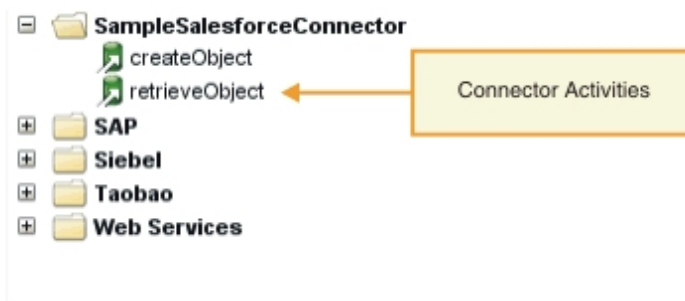 SampleSalesforceConnector
createObject
retrieveObject
Connector Activities
SAP
Siebel
Taobao
Web Services